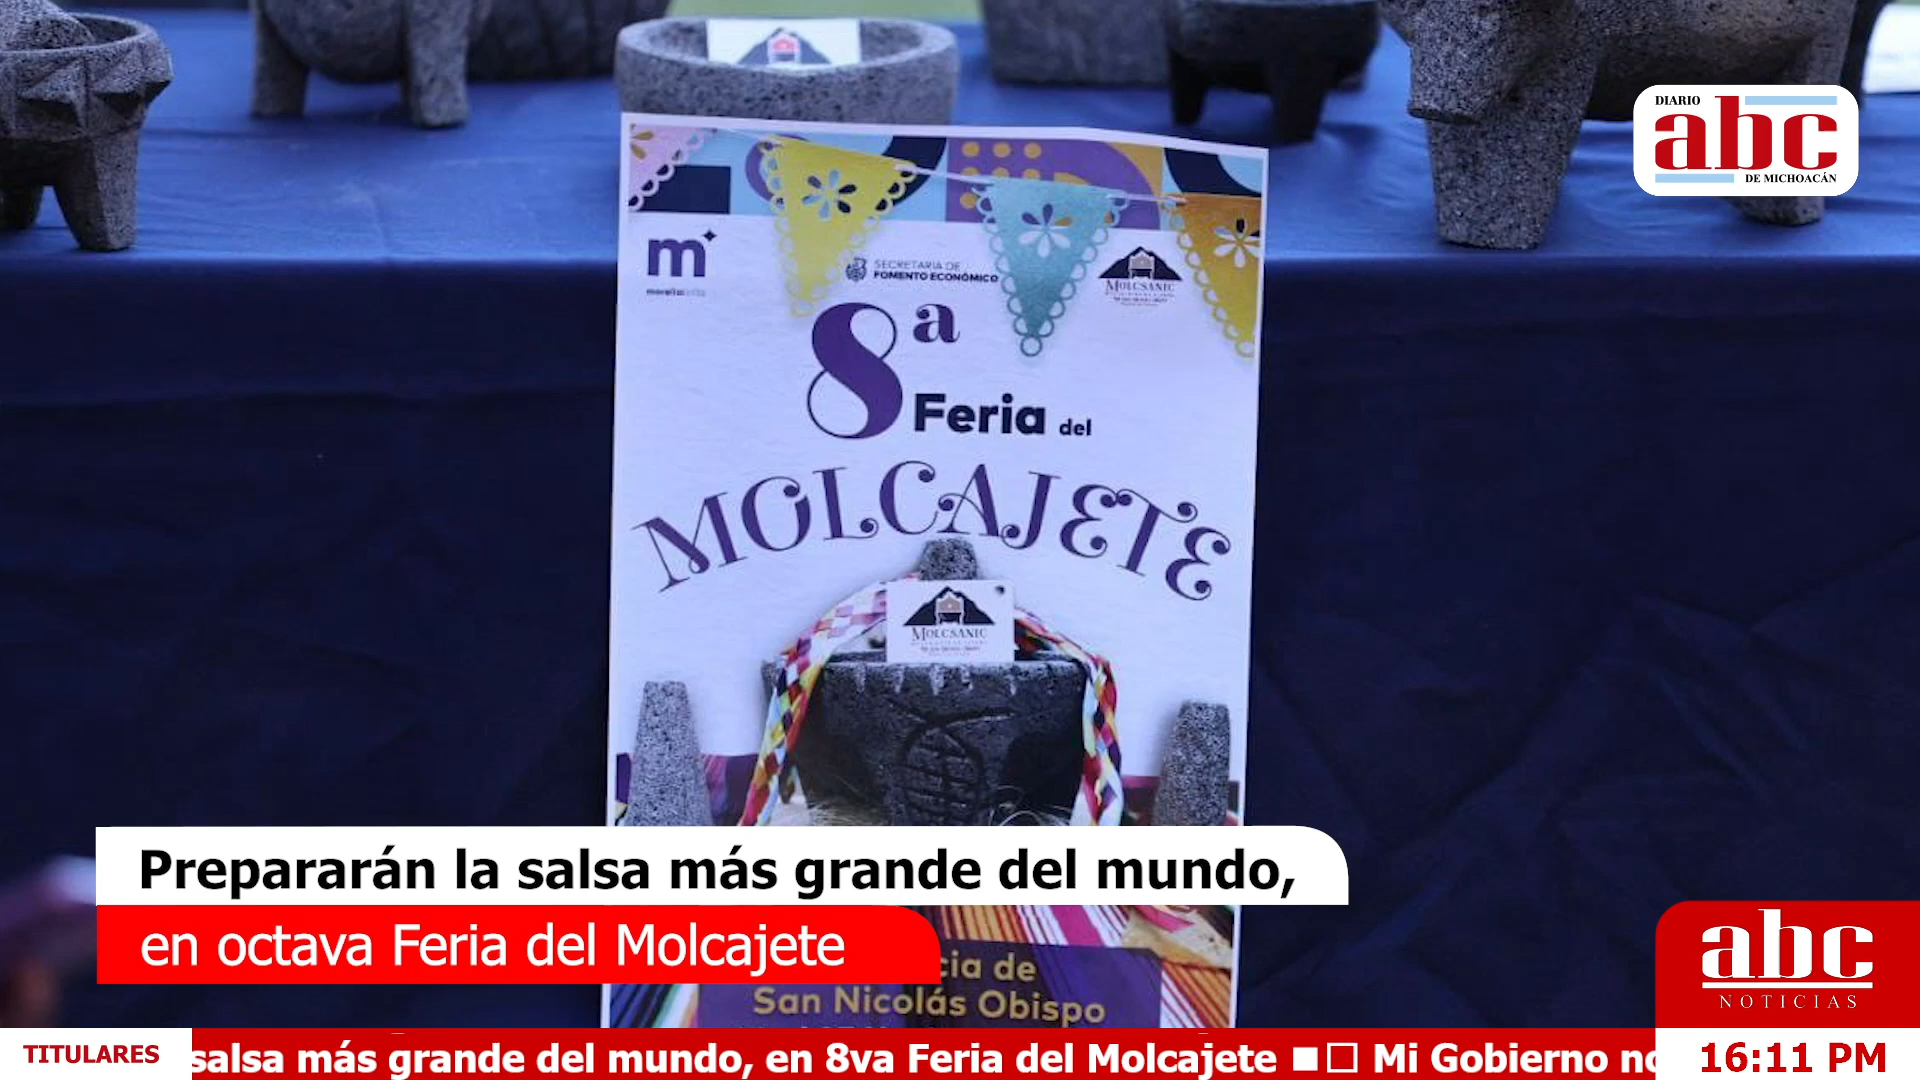 DIARIO
abc
DE MICHOACÁN
m
SECRETARÍA DE
FOMENTO ECONÓMICO
MOLCSANIC
8ª
Feria del
MOLCAJETE
MOLCSANIC
Prepararán la salsa más grande del mundo,
en octava Feria del Molcajete
cia de
San Nicolás Obispo
abc
NOTICIAS
TITULARES
salsa más grande del mundo, en 8va Feria del Molcajete ■□ Mi Gobierno no
16:11 PM